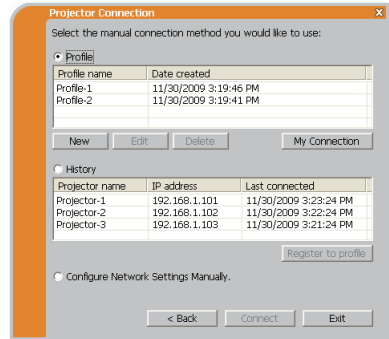 Projector Connection x
Select the manual connection method you would like to use:
Profile
Profile name Date created
Profile-1 11/30/2009 3:19:46 PM
Profile-2 11/30/2009 3:19:41 PM
New Edit Delete My Connection
History
Projector name IP address Last connected
Projector-1 192.168.1.101 11/30/2009 3:23:24 PM
Projector-2 192.168.1.102 11/30/2009 3:22:24 PM
Projector-3 192.168.1.103 11/30/2009 3:21:24 PM
Register to profile
Configure Network Settings Manually.
< Back Connect Exit